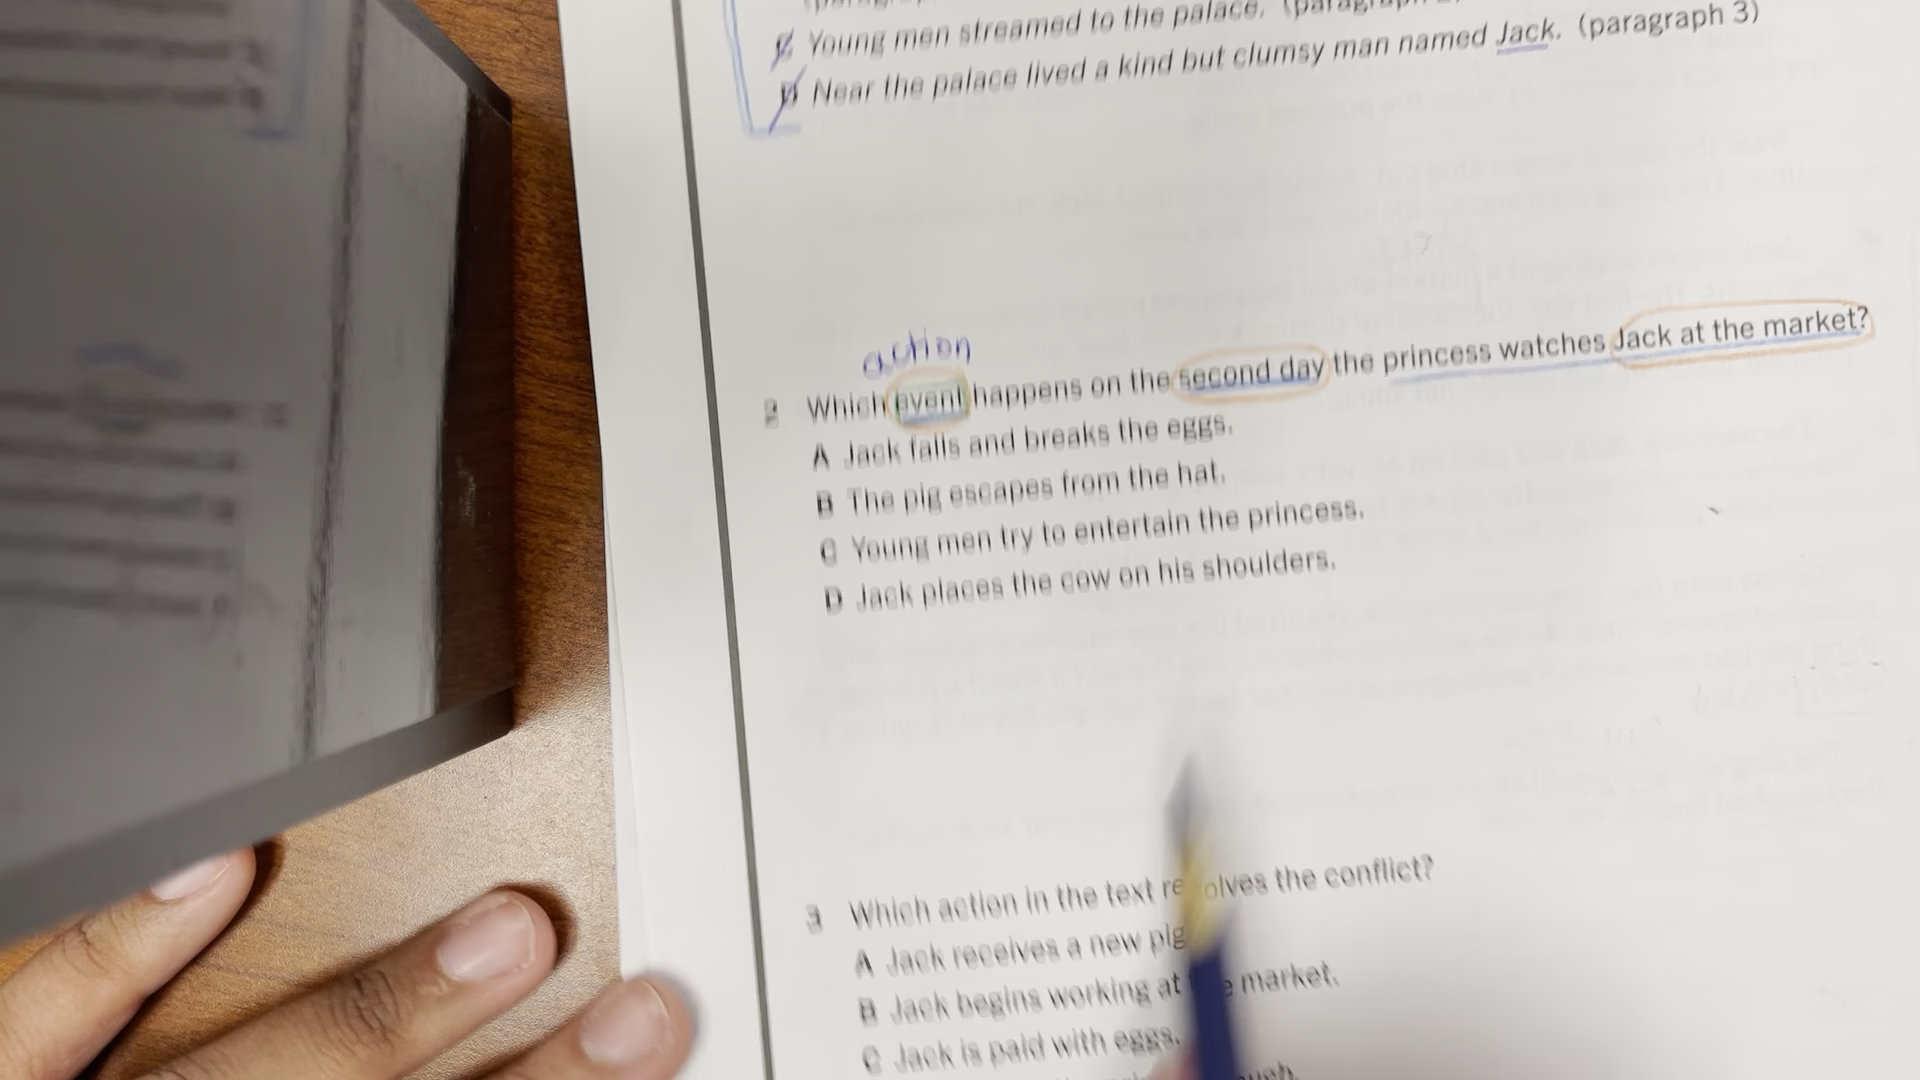 Young men streamed to the palace.
Near the palace lived a kind but clumsy man named Jack. (paragraph 3)
action
2 Which event happens on the second day the princess watches Jack at the market?
A Jack falls and breaks the eggs.
B The pig escapes from the hat.
C Young men try to entertain the princess.
D Jack places the cow on his shoulders.
3 Which action in the text resolves the conflict?
A Jack receives a new pig
B Jack begins working at the market.
C Jack is paid with eggs.